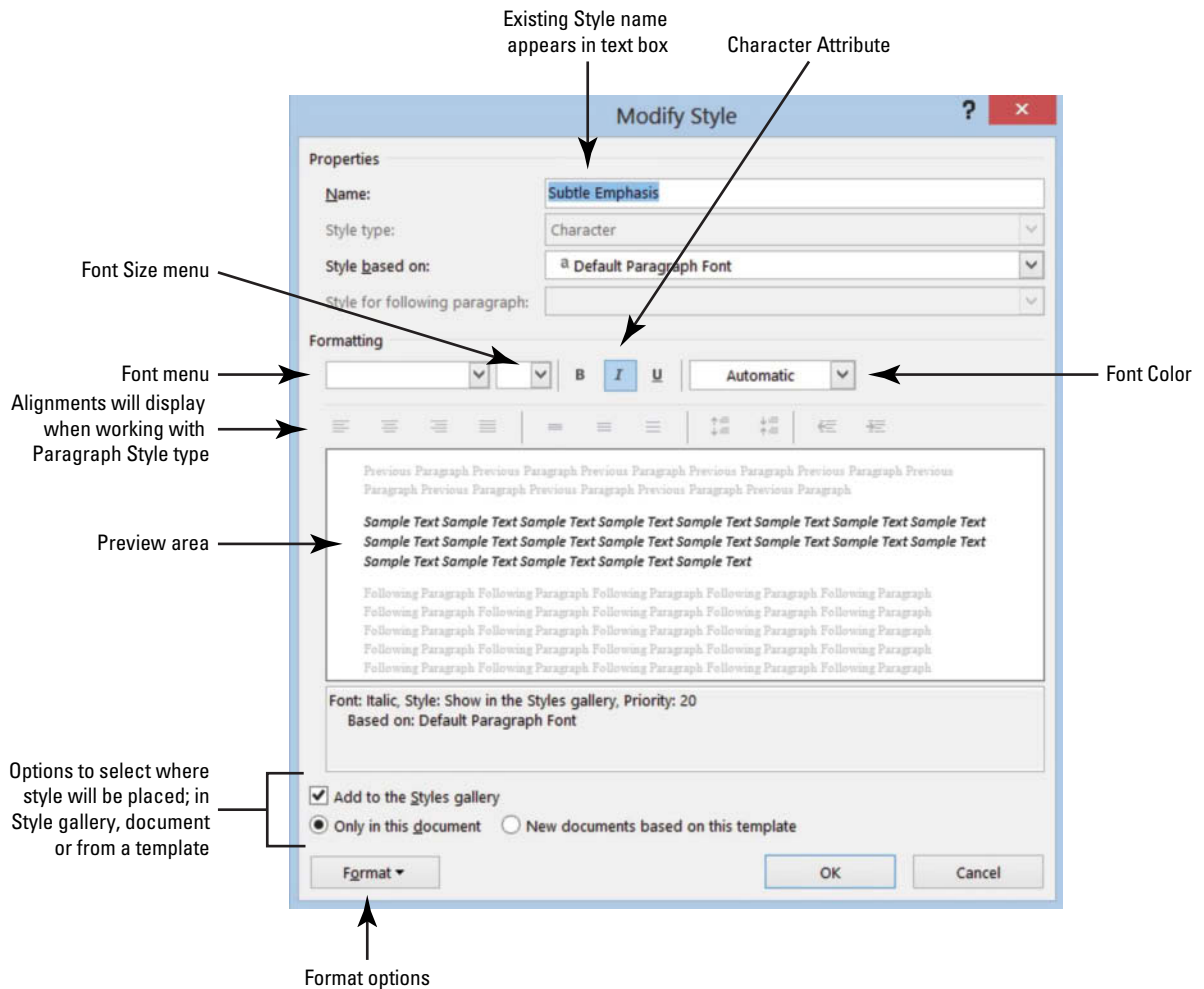 Existing Style name
appears in text box
Character Attribute
Modify Style
?
×
Properties
Name:
Subtle Emphasis
Style type:
Character
Font Size menu
Style based on:
a Default Paragraph Font
Style for following paragraph:
Formatting
Font menu
B I U
Automatic
Font Color
Alignments will display
when working with
Paragraph Style type
Previous Paragraph Previous Paragraph Previous Paragraph Previous Paragraph Previous Paragraph Previous
Paragraph Previous Paragraph Previous Paragraph Previous Paragraph Previous Paragraph
Preview area
Sample Text Sample Text Sample Text Sample Text Sample Text Sample Text Sample Text Sample Text
Sample Text Sample Text Sample Text Sample Text Sample Text Sample Text Sample Text Sample Text
Sample Text Sample Text Sample Text Sample Text Sample Text
Following Paragraph Following Paragraph Following Paragraph Following Paragraph Following Paragraph
Following Paragraph Following Paragraph Following Paragraph Following Paragraph Following Paragraph
Following Paragraph Following Paragraph Following Paragraph Following Paragraph Following Paragraph
Following Paragraph Following Paragraph Following Paragraph Following Paragraph Following Paragraph
Following Paragraph Following Paragraph Following Paragraph Following Paragraph Following Paragraph
Font: Italic, Style: Show in the Styles gallery, Priority: 20
Based on: Default Paragraph Font
Options to select where
style will be placed; in
Style gallery, document
or from a template
Add to the Styles gallery
Only in this document
New documents based on this template
Format
OK
Cancel
Format options